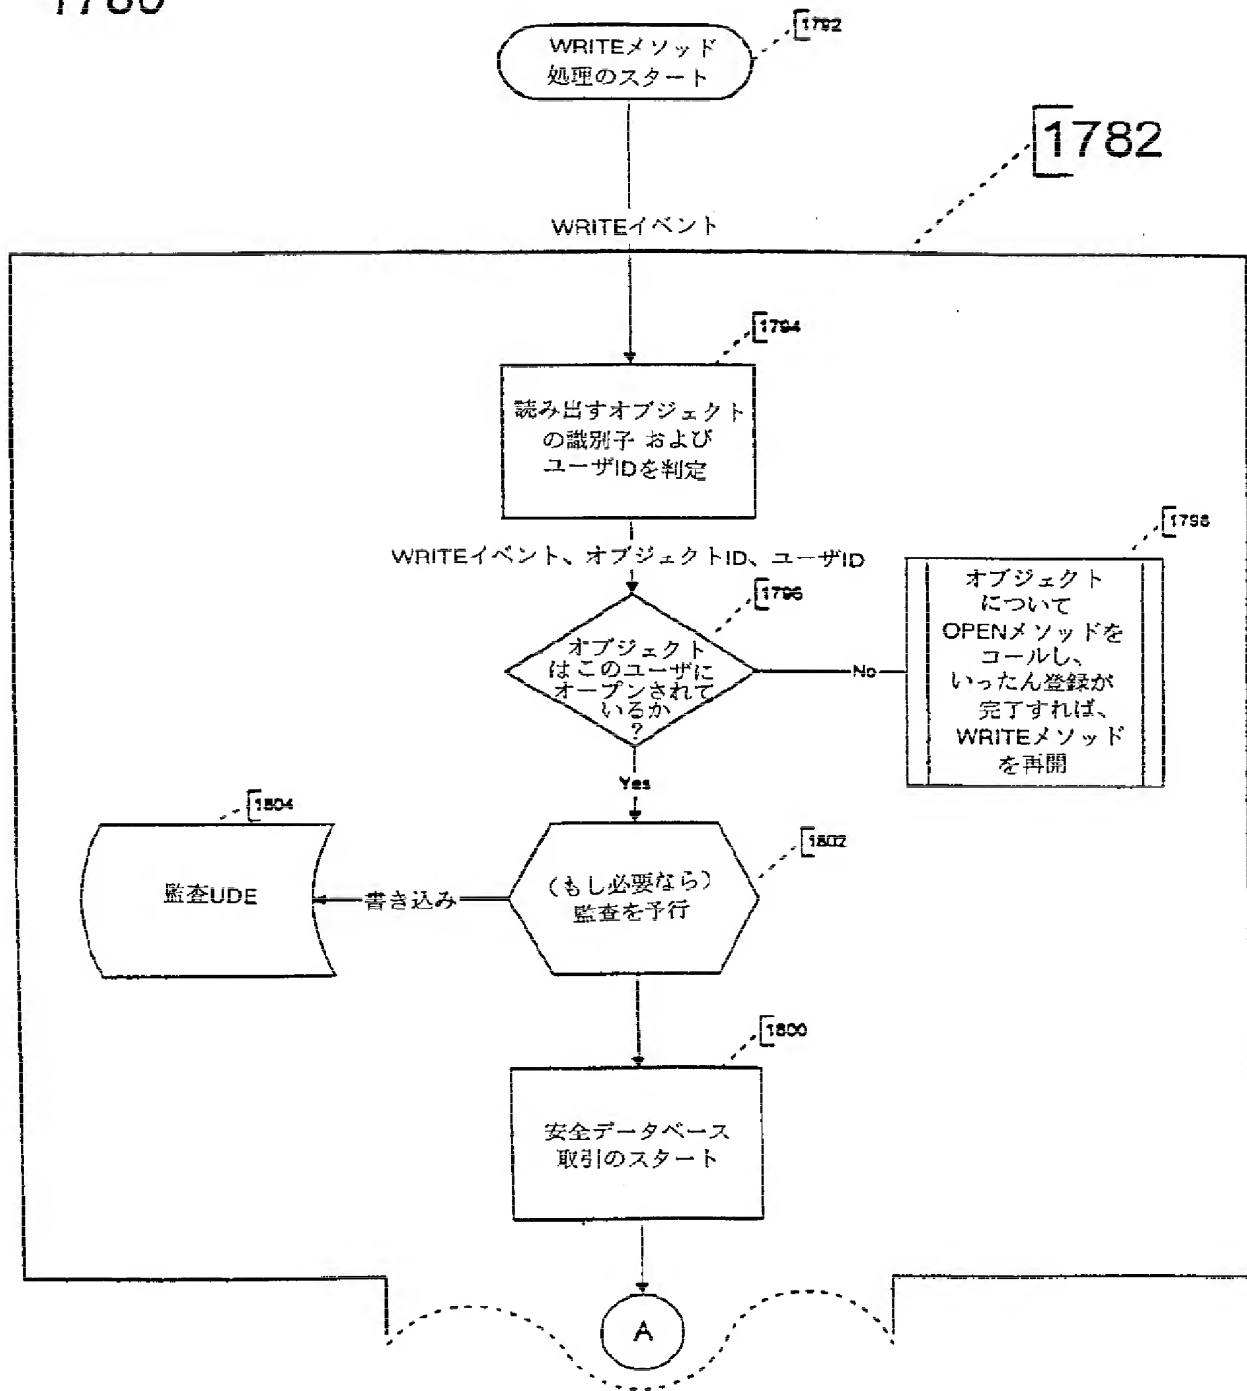 1780
1792
WRITEメソッド
処理のスタート
1782
WRITEイベント
1794
読み出すオブジェクト
の識別子 および
ユーザIDを判定
WRITEイベント、オブジェクトID、ユーザID
1796
1798
オブジェクト
はこのユーザに
オープンされて
いるか
?
No
オブジェクト
について
OPENメソッドを
コールし、
いったん登録が
完了すれば、
WRITEメソッド
を再開
Yes
1804
監査UDE
書き込み
1802
(もし必要なら)
監査を予行
1800
安全データベース
取引のスタート
A